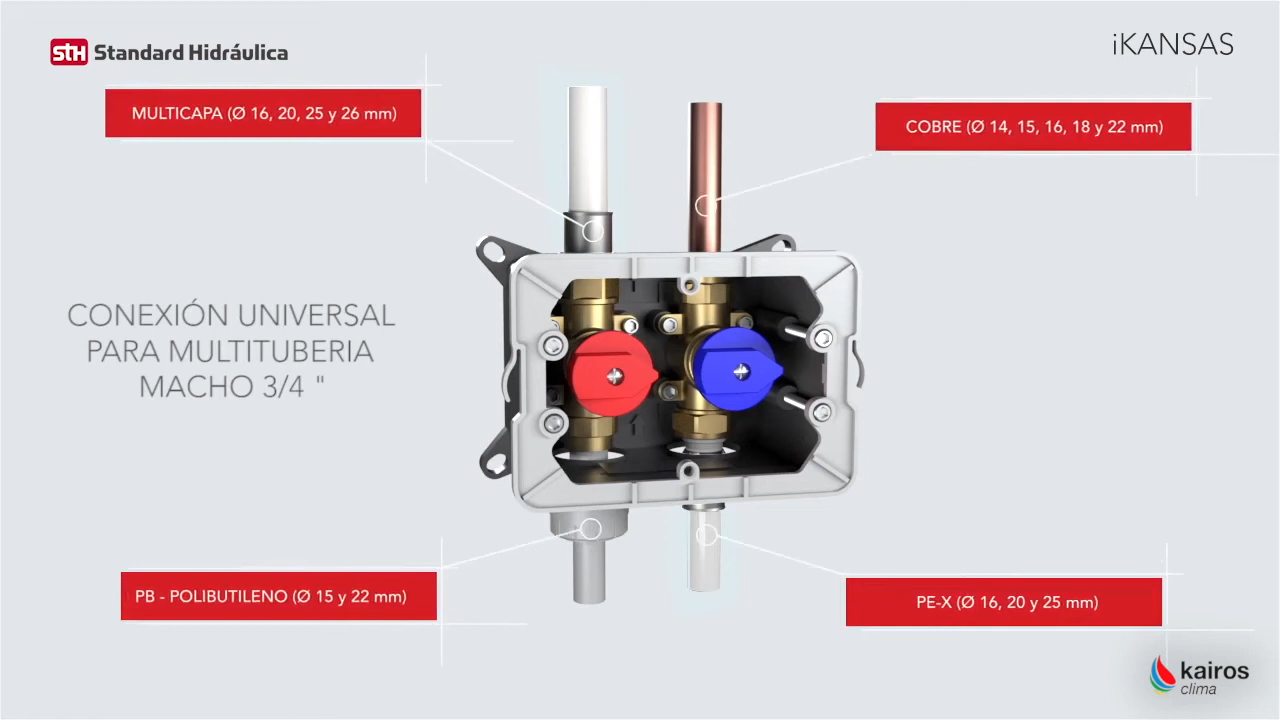 STH Standard Hidráulica
iKANSAS
MULTICAPA (Ø 16, 20, 25 y 26 mm)
COBRE (Ø 14, 15, 16, 18 y 22 mm)
CONEXIÓN UNIVERSAL
PARA MULTITUBERIA
MACHO 3/4 "
PB - POLIBUTILENO (Ø 15 y 22 mm)
PE-X (Ø 16, 20 y 25 mm)
kairos
clima